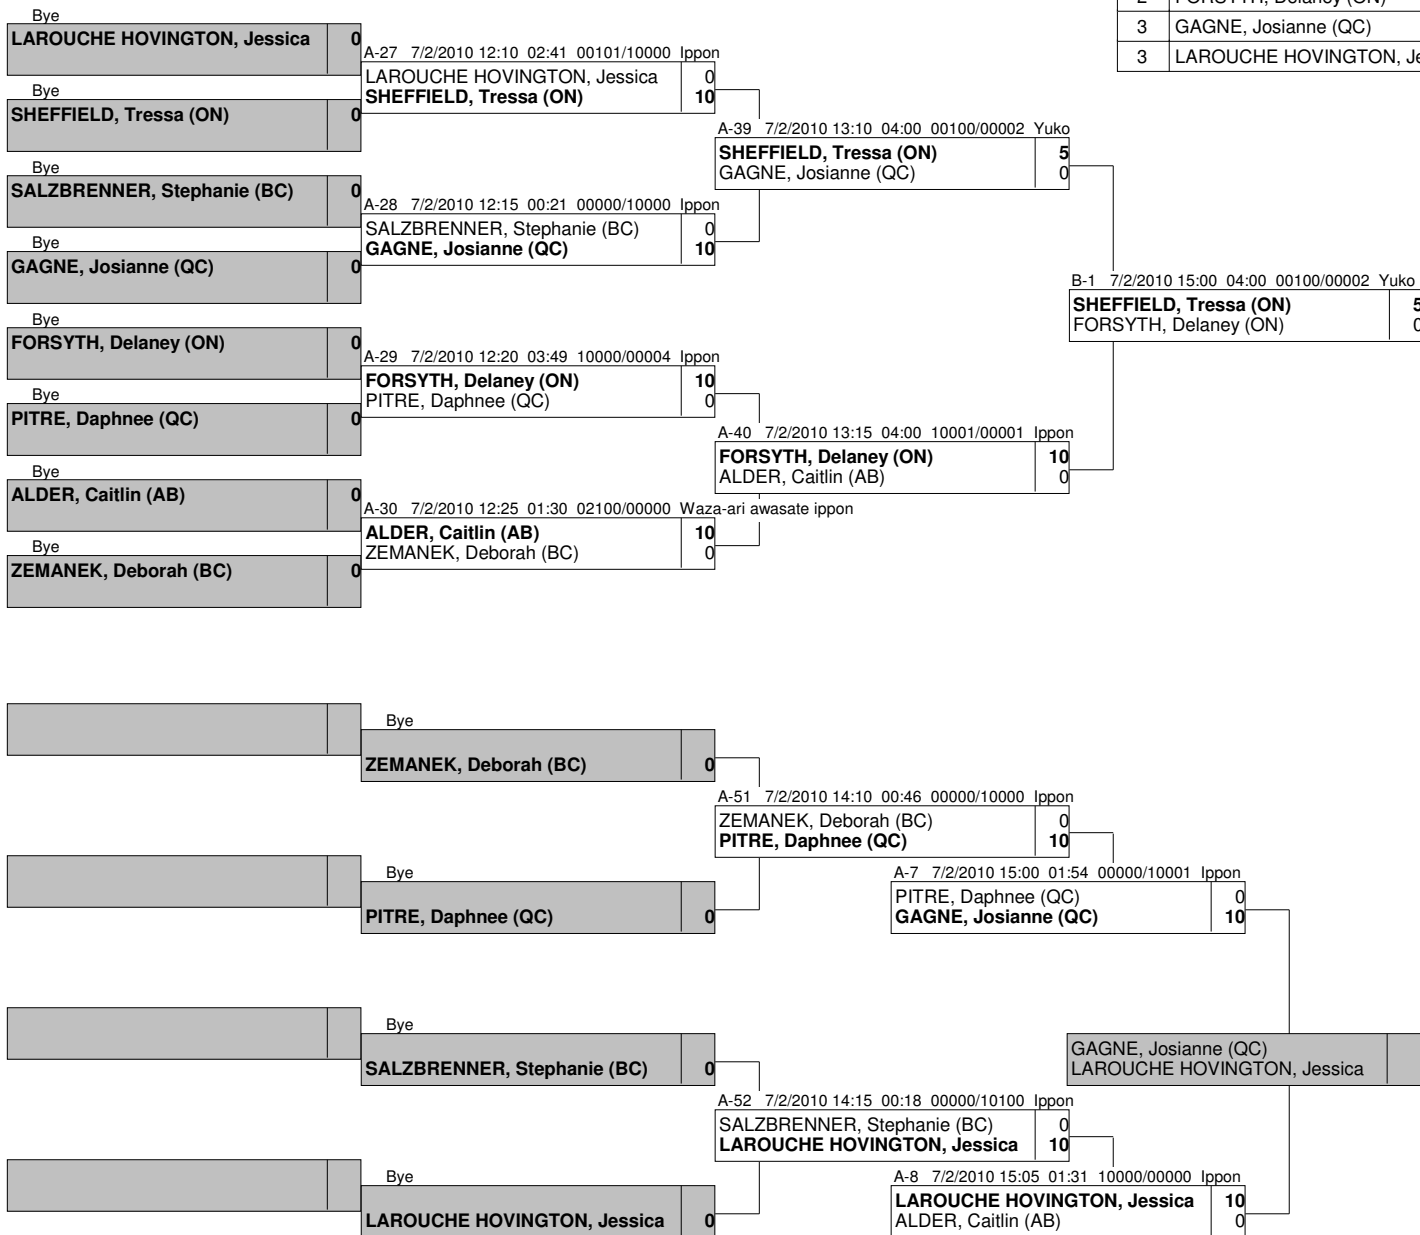 2 FORSYTH, Delaney (ON)
3 GAGNE, Josianne (QC)
3 LAROUCHE HOVINGTON, Je
Bye
LAROUCHE HOVINGTON, Jessica 0
Bye
SHEFFIELD, Tressa (ON) 0
Bye
SALZBRENNER, Stephanie (BC) 0
Bye
GAGNE, Josianne (QC) 0
Bye
FORSYTH, Delaney (ON) 0
Bye
PITRE, Daphnee (QC) 0
Bye
ALDER, Caitlin (AB) 0
Bye
ZEMANEK, Deborah (BC) 0
A-27 7/2/2010 12:10 02:41 00101/10000 Ippon
LAROUCHE HOVINGTON, Jessica 0
SHEFFIELD, Tressa (ON) 10
A-28 7/2/2010 12:15 00:21 00000/10000 Ippon
SALZBRENNER, Stephanie (BC) 0
GAGNE, Josianne (QC) 10
A-29 7/2/2010 12:20 03:49 10000/00004 Ippon
FORSYTH, Delaney (ON) 10
PITRE, Daphnee (QC) 0
A-30 7/2/2010 12:25 01:30 02100/00000 Waza-ari awasate ippon
ALDER, Caitlin (AB) 10
ZEMANEK, Deborah (BC) 0
A-39 7/2/2010 13:10 04:00 00100/00002 Yuko
SHEFFIELD, Tressa (ON) 5
GAGNE, Josianne (QC) 0
A-40 7/2/2010 13:15 04:00 10001/00001 Ippon
FORSYTH, Delaney (ON) 10
ALDER, Caitlin (AB) 0
B-1 7/2/2010 15:00 04:00 00100/00002 Yuko
SHEFFIELD, Tressa (ON) 5
FORSYTH, Delaney (ON) 0
Bye
ZEMANEK, Deborah (BC) 0
Bye
PITRE, Daphnee (QC) 0
Bye
SALZBRENNER, Stephanie (BC) 0
Bye
LAROUCHE HOVINGTON, Jessica 0
A-51 7/2/2010 14:10 00:46 00000/10000 Ippon
ZEMANEK, Deborah (BC) 0
PITRE, Daphnee (QC) 10
A-52 7/2/2010 14:15 00:18 00000/10100 Ippon
SALZBRENNER, Stephanie (BC) 0
LAROUCHE HOVINGTON, Jessica 10
A-7 7/2/2010 15:00 01:54 00000/10001 Ippon
PITRE, Daphnee (QC) 0
GAGNE, Josianne (QC) 10
A-8 7/2/2010 15:05 01:31 10000/00000 Ippon
LAROUCHE HOVINGTON, Jessica 10
ALDER, Caitlin (AB) 0
GAGNE, Josianne (QC)
LAROUCHE HOVINGTON, Jessica